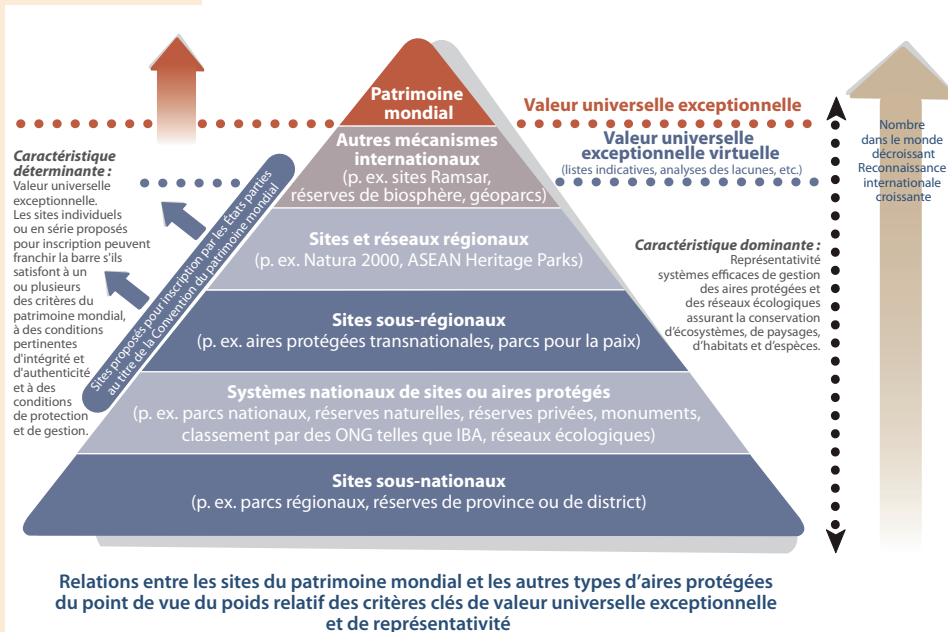 Patrimoine
mondial
Valeur universelle exceptionnelle
Autres mécanismes
internationaux
(p. ex. sites Ramsar,
réserves de biosphère, géoparcs)
Valeur universelle
exceptionnelle virtuelle
(listes indicatives, analyses des lacunes, etc.)
Nombre
dans le monde
décroissant
Reconnaissance
internationale
croissante
Caractéristique
déterminante :
Valeur universelle
exceptionnelle.
Les sites individuels
ou en série proposés
pour inscription peuvent
franchir la barre s'ils
satisfont à un
ou plusieurs
des critères du
patrimoine mondial,
à des conditions
pertinentes
d'intégrité et
d'authenticité
et à des
conditions
de protection
et de gestion.
Sites proposés pour inscription par les États parties
au titre de la Convention du patrimoine mondial
Sites et réseaux régionaux
(p. ex. Natura 2000, ASEAN Heritage Parks)
Caractéristique dominante :
Représentativité
systèmes efficaces de gestion
des aires protégées et
des réseaux écologiques
assurant la conservation
d'écosystèmes, de paysages,
d'habitats et d'espèces.
Sites sous-régionaux
(p. ex. aires protégées transnationales, parcs pour la paix)
Systèmes nationaux de sites ou aires protégés
(p. ex. parcs nationaux, réserves naturelles, réserves privées, monuments,
classement par des ONG telles que IBA, réseaux écologiques)
Sites sous-nationaux
(p. ex. parcs régionaux, réserves de province ou de district)
Relations entre les sites du patrimoine mondial et les autres types d'aires protégées
du point de vue du poids relatif des critères clés de valeur universelle exceptionnelle
et de représentativité